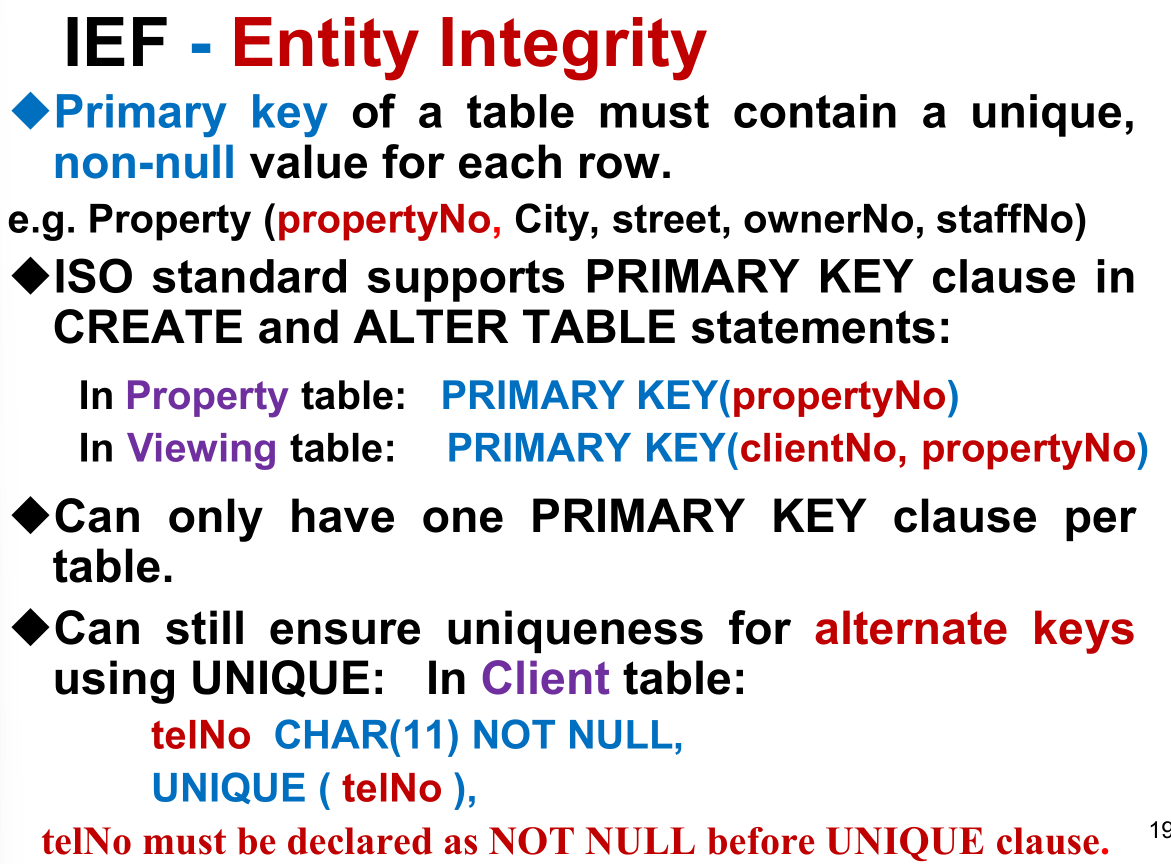 IEF - Entity Integrity
◆Primary key of a table must contain a unique,
non-null value for each row.
e.g. Property (propertyNo, City, street, ownerNo, staffNo)
◆ISO standard supports PRIMARY KEY clause in
CREATE and ALTER TABLE statements:
In Property table: PRIMARY KEY(propertyNo)
In Viewing table: PRIMARY KEY(clientNo, propertyNo)
◆Can only have one PRIMARY KEY clause per
table.
◆Can still ensure uniqueness for alternate keys
using UNIQUE: In Client table:
telNo CHAR(11) NOT NULL,
UNIQUE ( telNo ),
telNo must be declared as NOT NULL before UNIQUE clause.
19